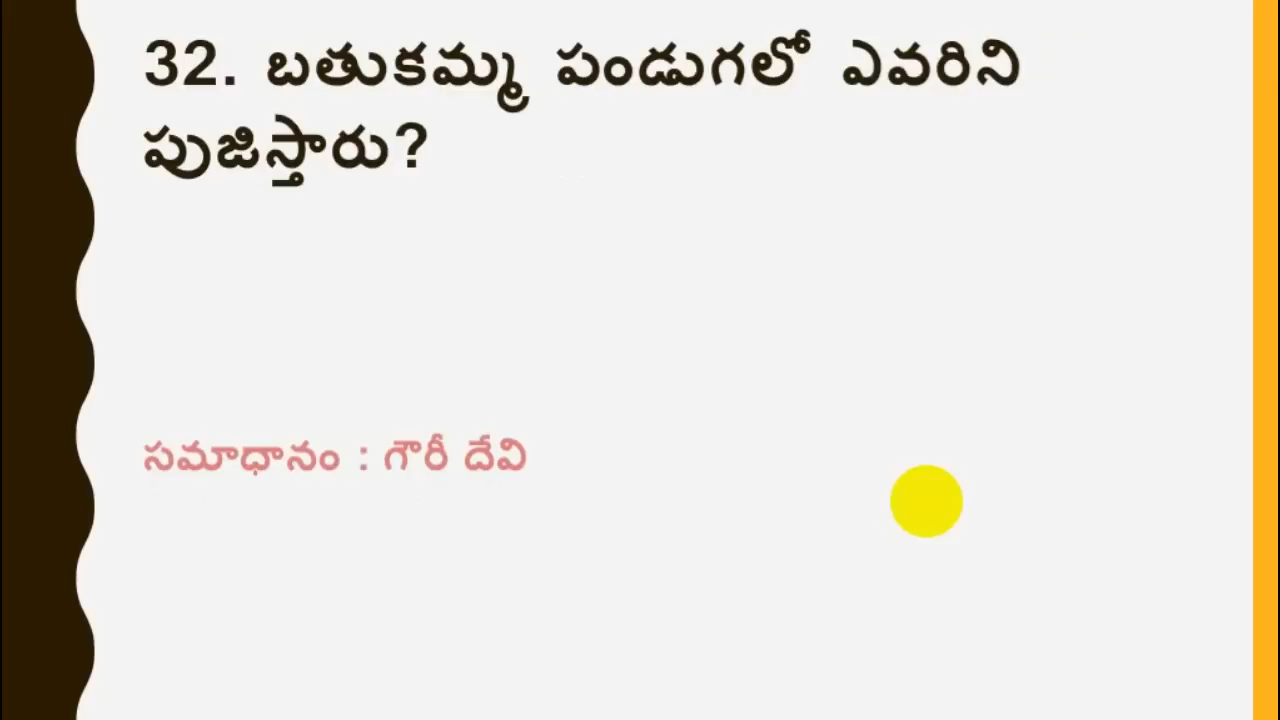 32. బతుకమ్మ పండుగలో ఎవరిని
పుజిస్తారు?
సమాధానం : గౌరీ దేవి